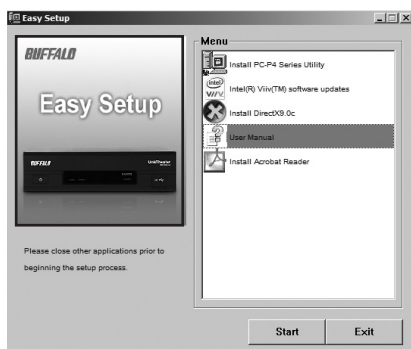 Easy Setup
BUFFALO
Easy Setup
BUFFALO
LinkTheater
Please close other applications prior to
beginning the setup process.
Menu
Install PC-P4 Series Utility
intel
VIIV
Intel(R) Viiv(TM) software updates
Install DirectX9.0c
User Manual
Install Acrobat Reader
Start
Exit